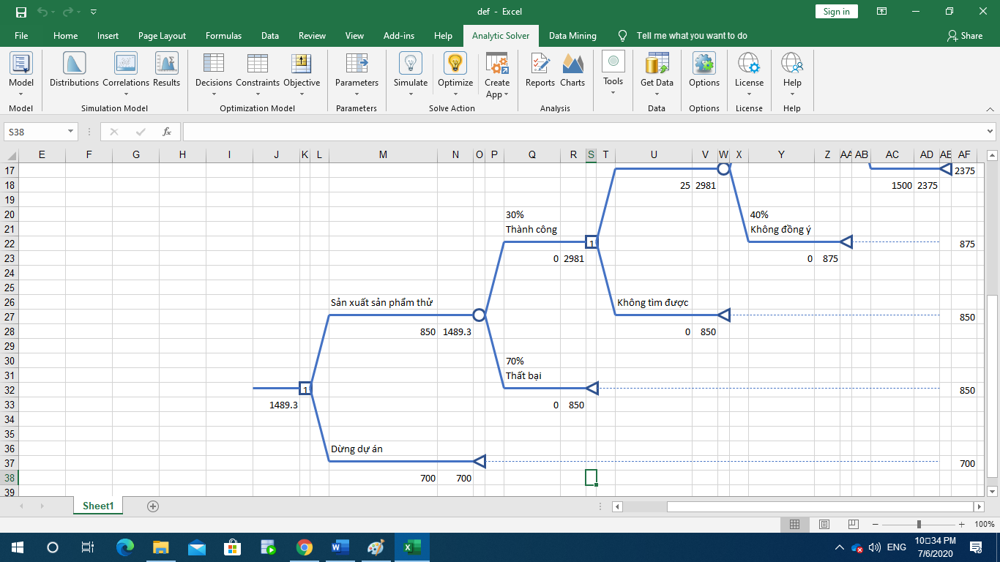 def - Excel
Sign in
File Home Insert Page Layout Formulas Data Review View Add-ins Help Analytic Solver Data Mining Tell me what you want to do Share
Model Distributions Correlations Results Decisions Constraints Objective Parameters Simulate Optimize Create App Reports Charts Tools Get Data Options License Help
Model Simulation Model Optimization Model Parameters Solve Action Analysis Data Options License Help
S38 fx
E F G H I J K L M N O P Q R S T U V W X Y Z AA AB AC AD AE AF
17 2375
18 25 2981 1500 2375
19
20 30% 40%
21 Thành công Không đồng ý
22 1 875
23 0 2981 0 875
24
25
26 Sản xuất sản phẩm thử Không tìm được
27 850
28 850 1489.3 0 850
29
30 70%
31 Thất bại
32 1 850
33 1489.3 0 850
34
35
36 Dừng dự án
37 700
38 700 700
39
Sheet1
100%
ENG
10□34 PM
7/6/2020